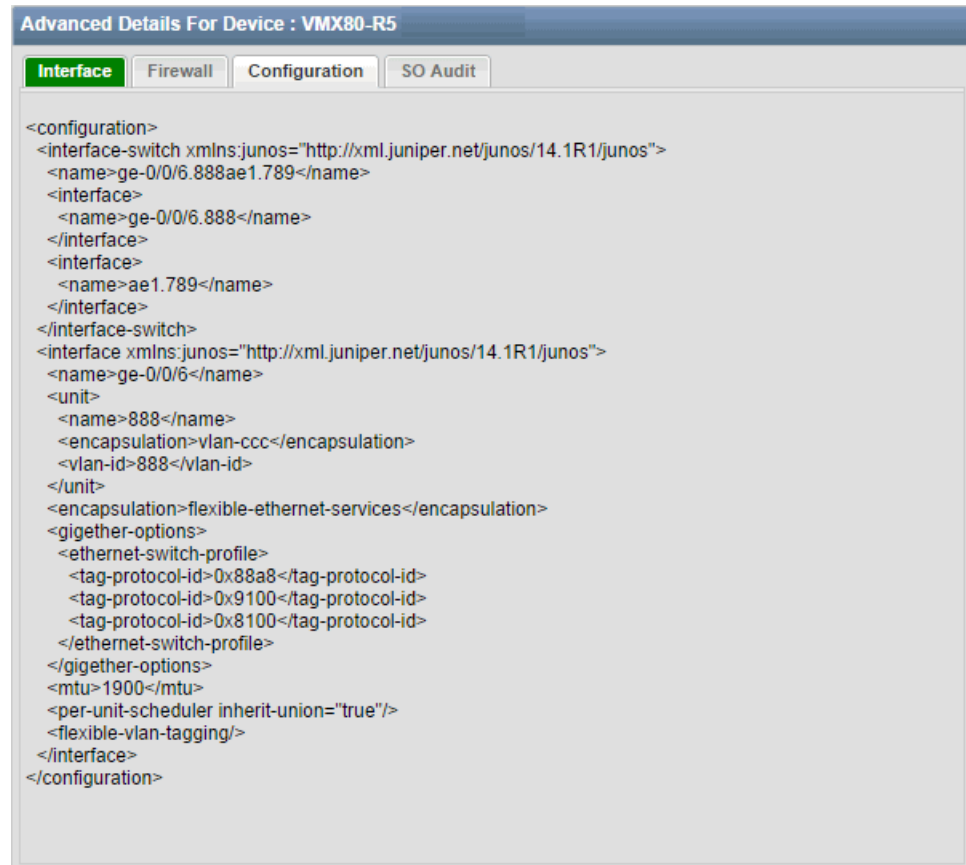 Advanced Details For Device : VMX80-R5
Interface Firewall Configuration SO Audit
<configuration>
<interface-switch xmlns:junos="http://xml.juniper.net/junos/14.1R1/junos">
<name>ge-0/0/6.888ae1.789</name>
<interface>
<name>ge-0/0/6.888</name>
</interface>
<interface>
<name>ae1.789</name>
</interface>
</interface-switch>
<interface xmlns:junos="http://xml.juniper.net/junos/14.1R1/junos">
<name>ge-0/0/6</name>
<unit>
<name>888</name>
<encapsulation>vlan-ccc</encapsulation>
<vlan-id>888</vlan-id>
</unit>
<encapsulation>flexible-ethernet-services</encapsulation>
<gigether-options>
<ethernet-switch-profile>
<tag-protocol-id>0x88a8</tag-protocol-id>
<tag-protocol-id>0x9100</tag-protocol-id>
<tag-protocol-id>0x8100</tag-protocol-id>
</ethernet-switch-profile>
</gigether-options>
<mtu>1900</mtu>
<per-unit-scheduler inherit-union="true"/>
<flexible-vlan-tagging/>
</interface>
</configuration>